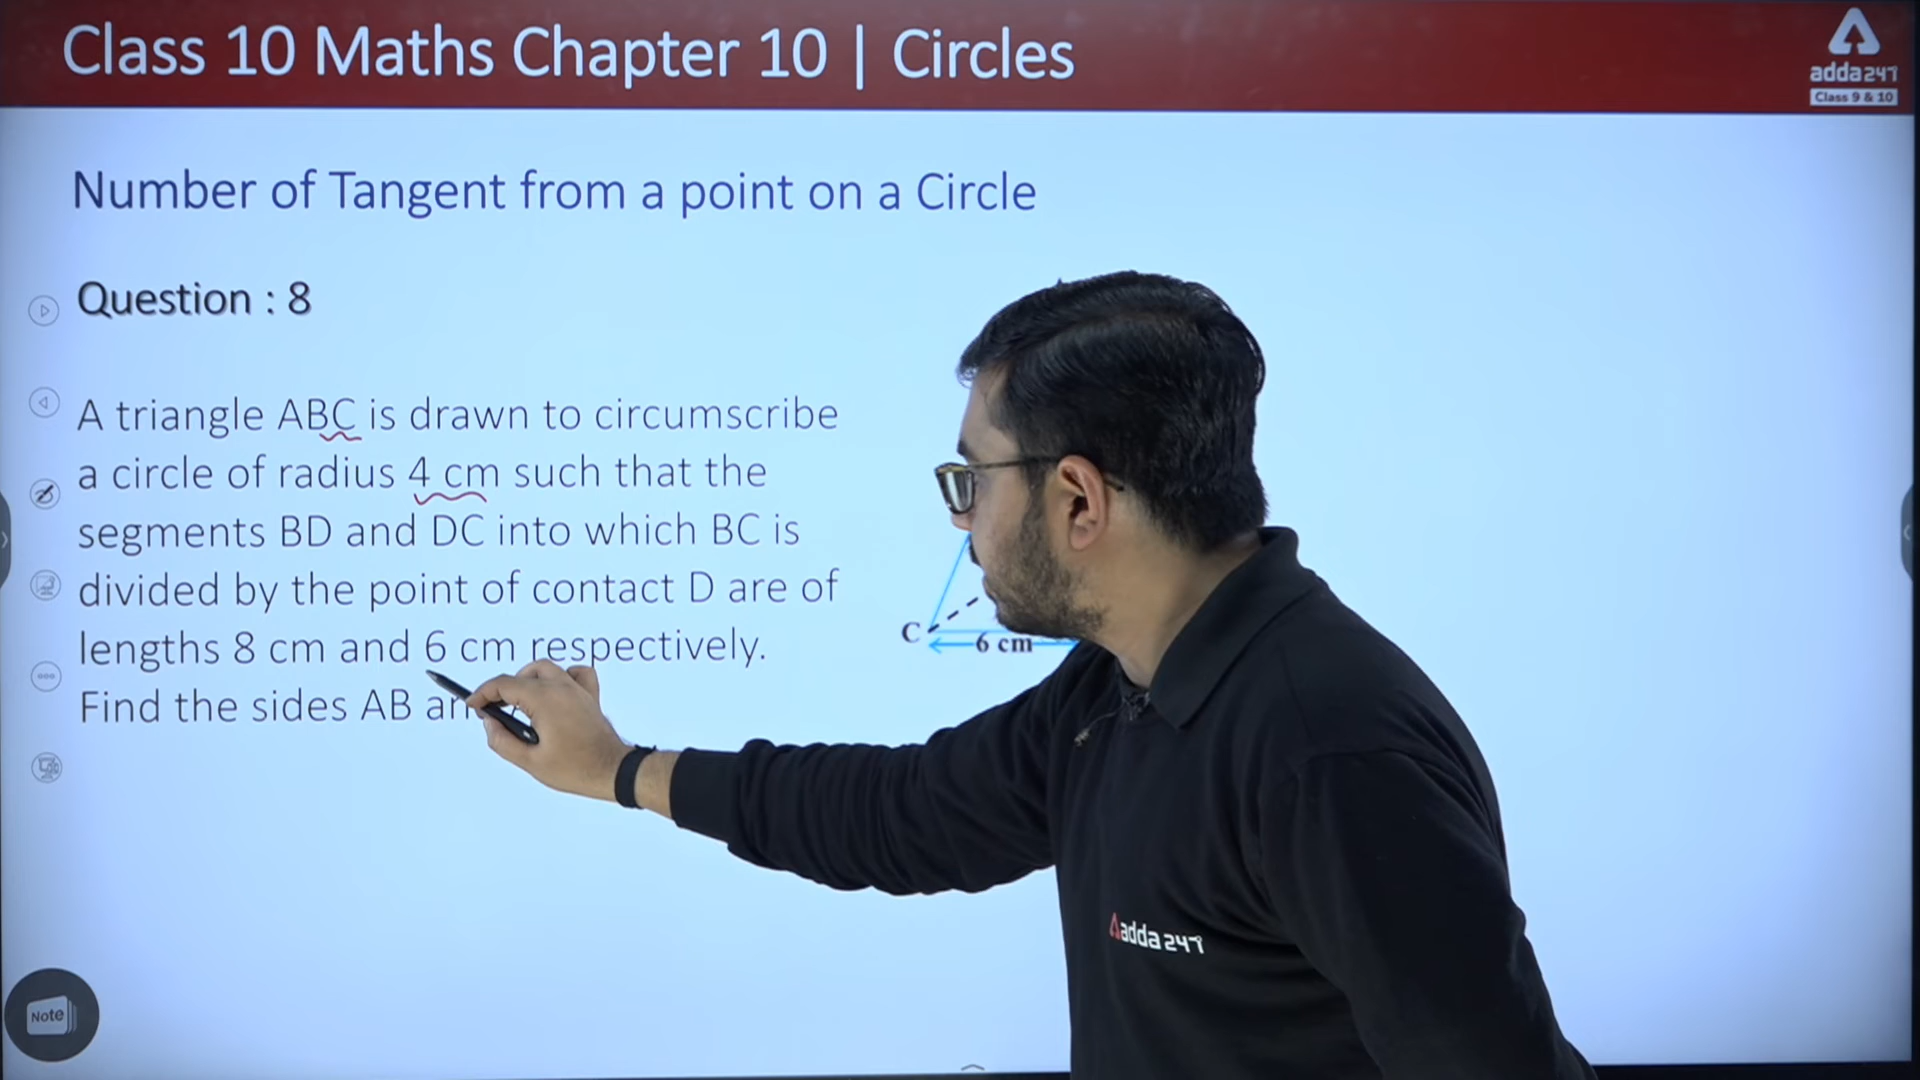 Class 10 Maths Chapter 10 | Circles
adda247
Class 9 & 10
Number of Tangent from a point on a Circle
Question : 8
A triangle ABC is drawn to circumscribe
a circle of radius 4 cm such that the
segments BD and DC into which BC is
divided by the point of contact D are of
lengths 8 cm and 6 cm respectively.
Find the sides AB
C
6 cm
adda247
Note